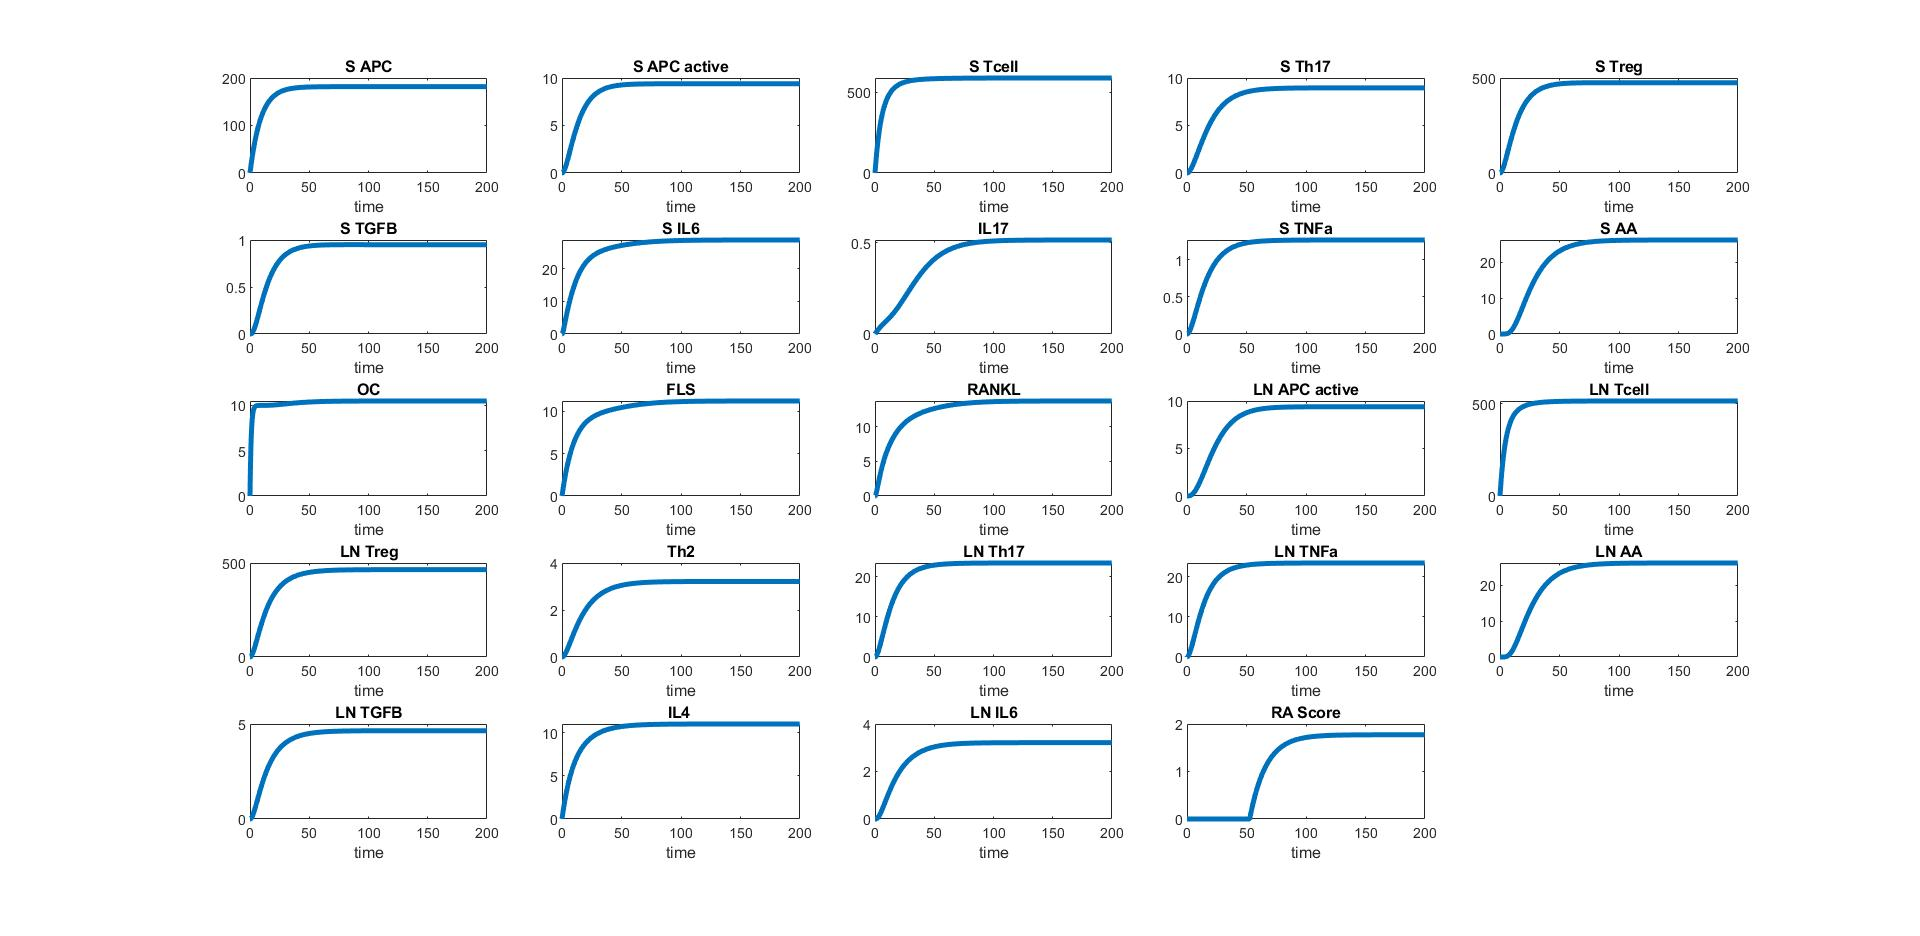 S APC
S APC active
S Tcell
S Th17
S Treg
200
100
0
0 50 100 150 200
time
10
5
0
0 50 100 150 200
time
500
0
0 50 100 150 200
time
10
5
0
0 50 100 150 200
time
500
0
0 50 100 150 200
time
S TGFB
S IL6
IL17
S TNFa
S AA
1
0.5
0
0 50 100 150 200
time
20
10
0
0 50 100 150 200
time
0.5
0
0 50 100 150 200
time
1
0.5
0
0 50 100 150 200
time
20
10
0
0 50 100 150 200
time
OC
FLS
RANKL
LN APC active
LN Tcell
10
5
0
0 50 100 150 200
time
10
5
0
0 50 100 150 200
time
10
5
0
0 50 100 150 200
time
10
5
0
0 50 100 150 200
time
500
0
0 50 100 150 200
time
LN Treg
Th2
LN Th17
LN TNFa
LN AA
500
0
0 50 100 150 200
time
4
2
0
0 50 100 150 200
time
20
10
0
0 50 100 150 200
time
20
10
0
0 50 100 150 200
time
20
10
0
0 50 100 150 200
time
LN TGFB
IL4
LN IL6
RA Score
5
0
0 50 100 150 200
time
10
5
0
0 50 100 150 200
time
4
2
0
0 50 100 150 200
time
2
1
0
0 50 100 150 200
time